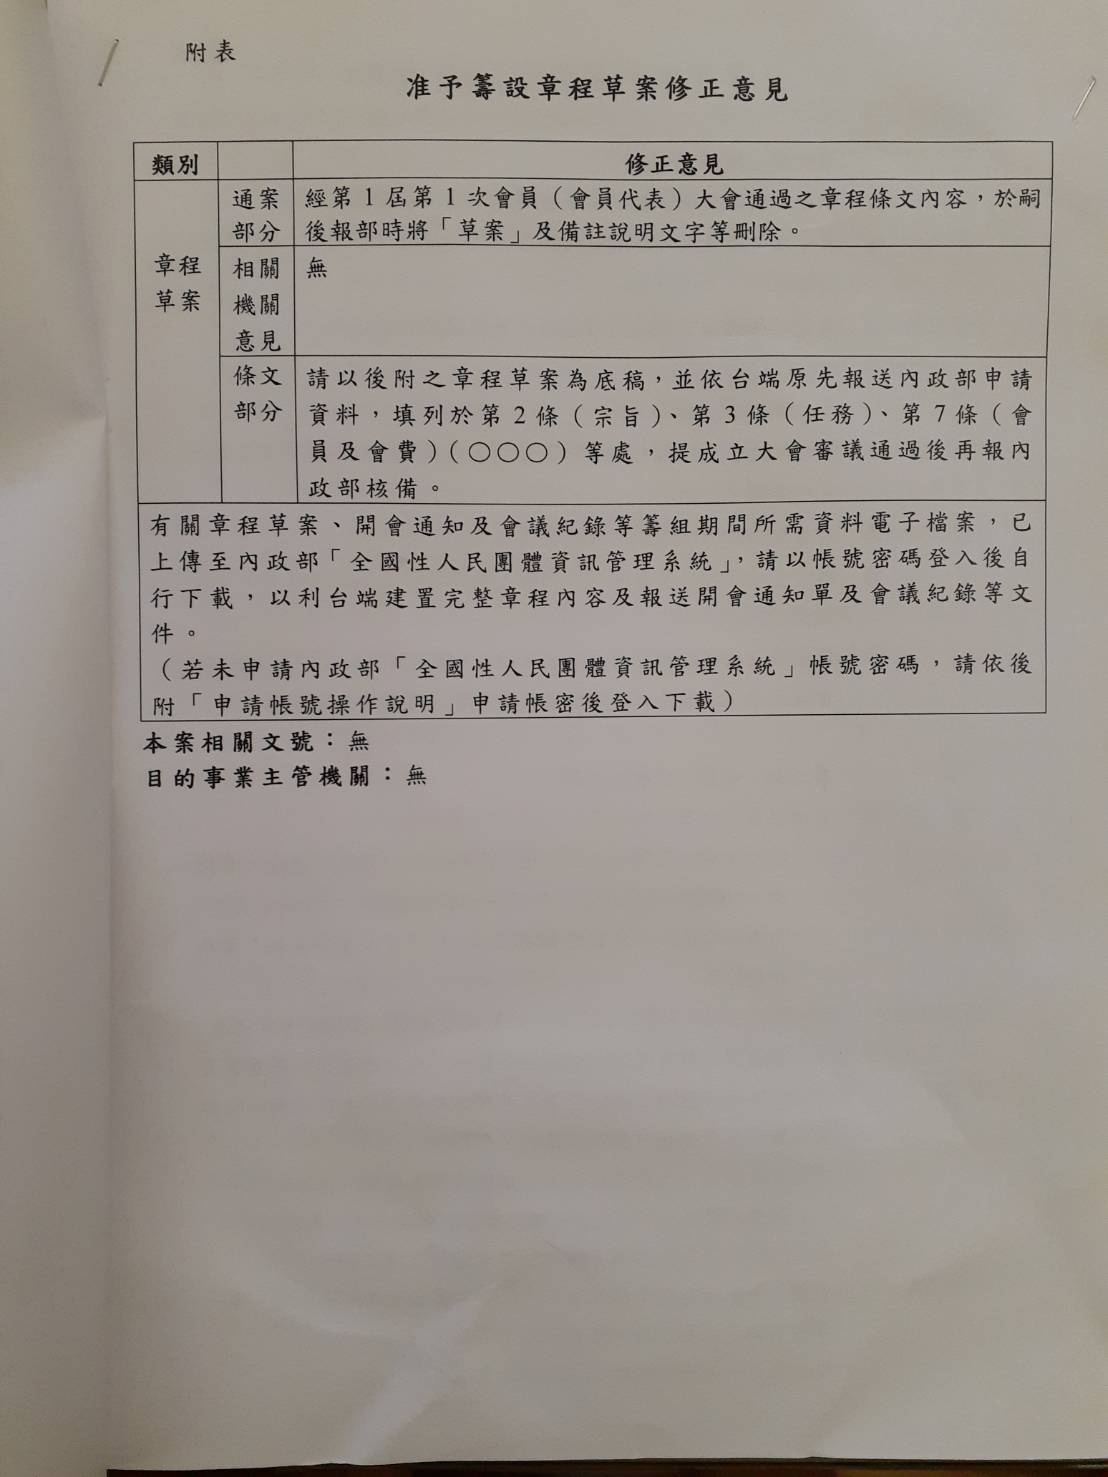 附表
准予籌設章程草案修正意見
類別 修正意見
章程草案
通案部分
經第1屆第1次會員（會員代表）大會通過之章程條文內容，於嗣
後報部時將「草案」及備註說明文字等刪除。
相關機關意見
無
條文部分
請以後附之章程草案為底稿，並依台端原先報送內政部申請
資料，填列於第2條（宗旨）、第3條（任務）、第7條（會
員及會費）（○○○）等處，提成立大會審議通過後再報內
政部核備。
有關章程草案、開會通知及會議紀錄等籌組期間所需資料電子檔案，已
上傳至內政部「全國性人民團體資訊管理系統」，請以帳號密碼登入後自
行下載，以利台端建置完整章程內容及報送開會通知單及會議紀錄等文
件。
（若未申請內政部「全國性人民團體資訊管理系統」帳號密碼，請依後
附「申請帳號操作說明」申請帳密後登入下載）
本案相關文號：無
目的事業主管機關：無